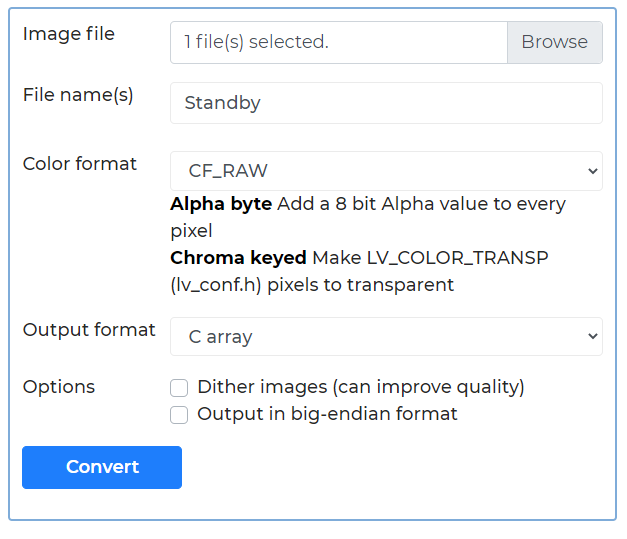 Image file
1 file(s) selected.
Browse
File name(s)
Standby
Color format
CF_RAW
Alpha byte Add a 8 bit Alpha value to every
pixel
Chroma keyed Make LV_COLOR_TRANSP
(lv_conf.h) pixels to transparent
Output format
C array
Options
Dither images (can improve quality)
Output in big-endian format
Convert